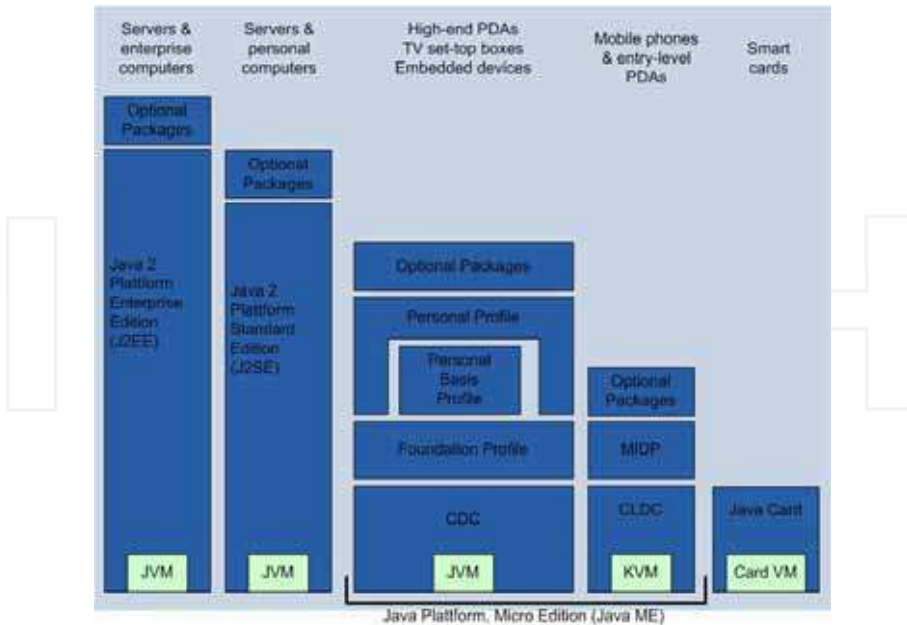 Servers &
enterprise
computers
Servers &
personal
computers
High-end PDAs
TV set-top boxes
Embedded devices
Mobile phones
& entry-level
PDAs
Smart
cards
Optional
Packages
Java 2
Plattform
Enterprise
Edition
(J2EE)
JVM
Optional
Packages
Java 2
Plattform
Standard
Edition
(J2SE)
JVM
Optional Packages
Personal Profile
Personal
Basis
Profile
Foundation Profile
CDC
JVM
Optional
Packages
MIDP
CLDC
KVM
Java Card
Card VM
Java Plattform, Micro Edition (Java ME)